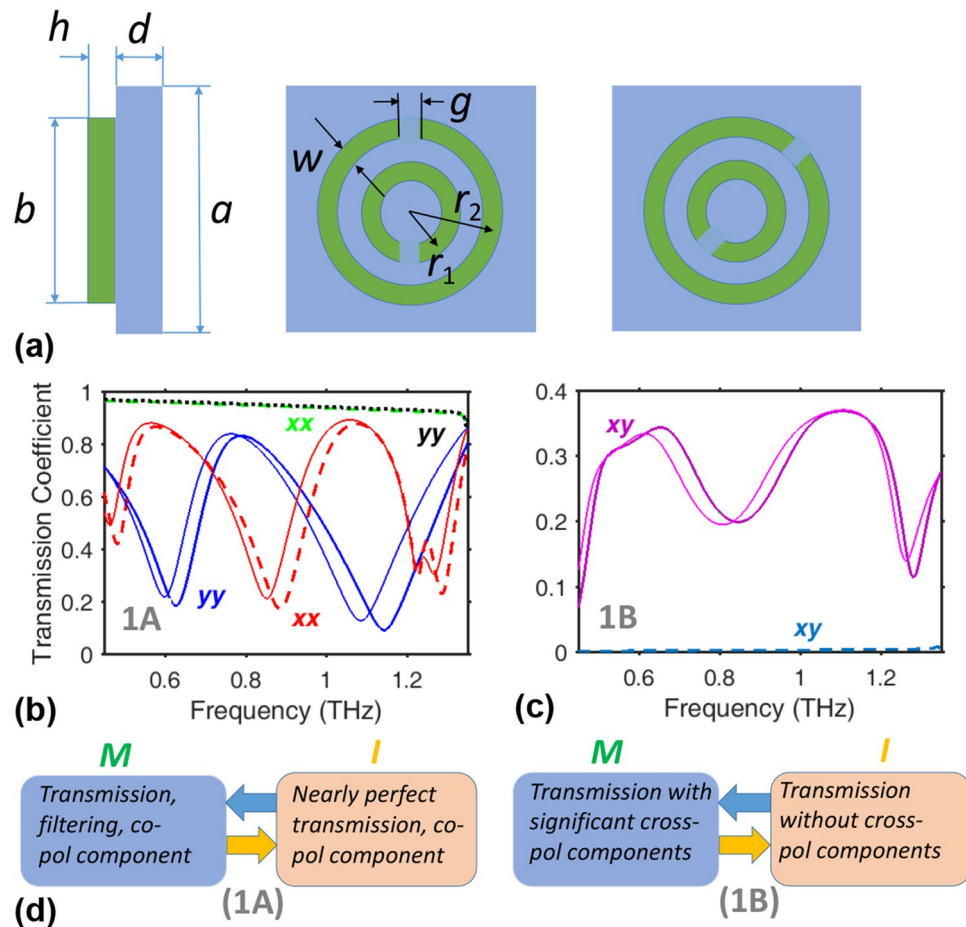 h
d
b
a
g
w
r2
r1
(a)
1
0.8
0.6
0.4
0.2
0
Transmission Coefficient
xx
yy
yy
xx
1A
0.6
0.8
1
1.2
Frequency (THz)
(b)
0.4
0.3
0.2
0.1
0
xy
1B
xy
0.6
0.8
1
1.2
Frequency (THz)
(c)
M
I
Transmission,
filtering, co-
pol component
Nearly perfect
transmission, co-
pol component
(1A)
M
I
Transmission with
significant cross-
pol components
Transmission
without cross-
pol components
(1B)
(d)